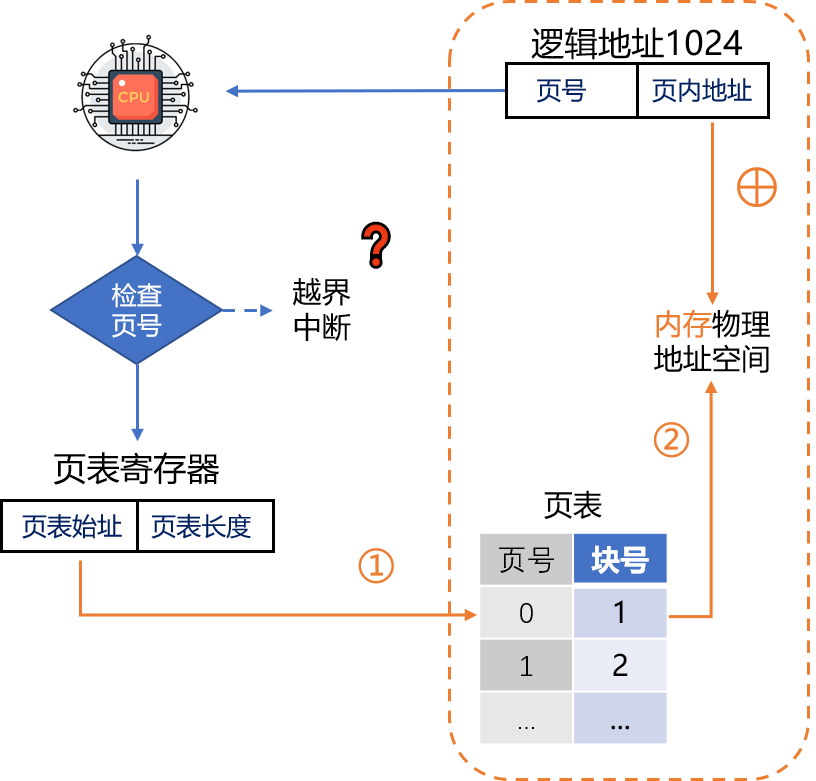 逻辑地址1024
页号 页内地址
CPU
?
检查
页号
越界
中断
内存物理
地址空间
②
页表寄存器
页表始址 页表长度
①
页表
页号 块号
0 1
1 2
... ...